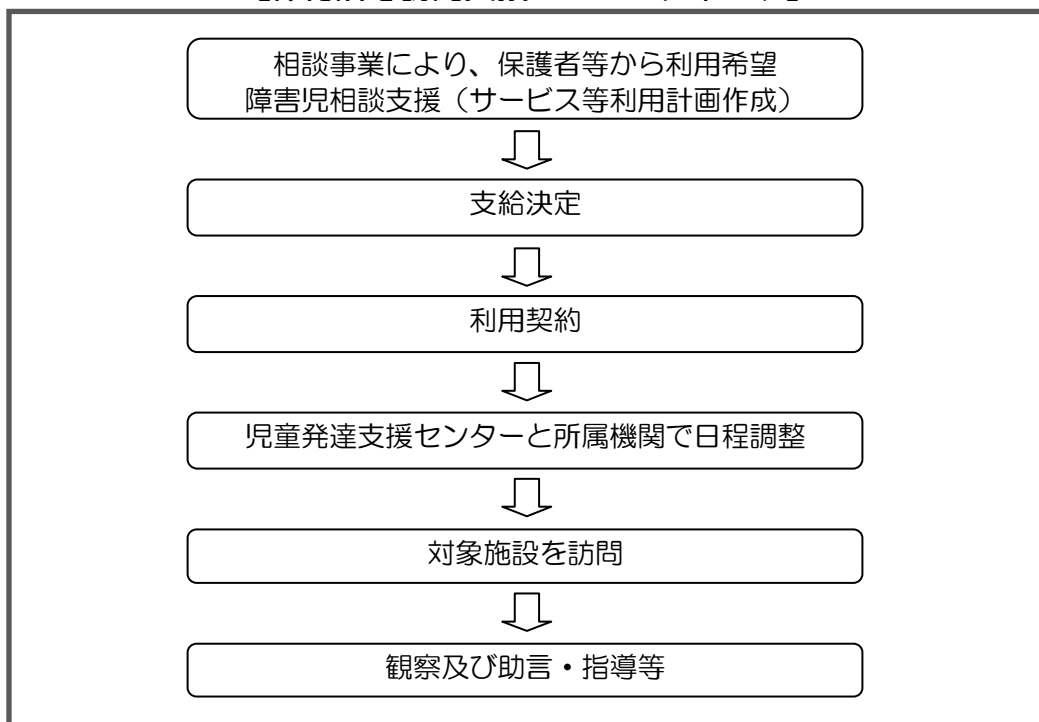 相談事業により、保護者等から利用希望
障害児相談支援（サービス等利用計画作成）
支給決定
利用契約
児童発達支援センターと所属機関で日程調整
対象施設を訪問
観察及び助言・指導等